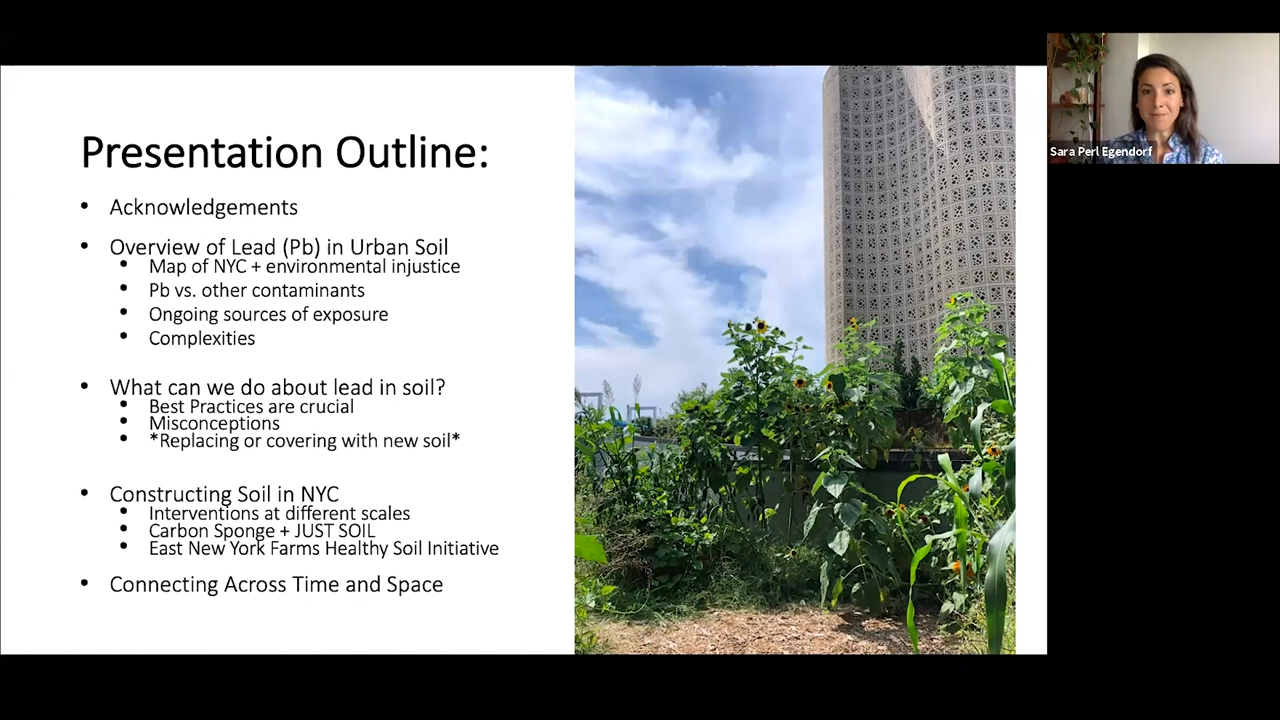 Presentation Outline:
• Acknowledgements
• Overview of Lead (Pb) in Urban Soil
• Map of NYC + environmental injustice
• Pb vs. other contaminants
• Ongoing sources of exposure
• Complexities
• What can we do about lead in soil?
• Best Practices are crucial
• Misconceptions
• *Replacing or covering with new soil*
• Constructing Soil in NYC
• Interventions at different scales
• Carbon Sponge + JUST SOIL
• East New York Farms Healthy Soil Initiative
• Connecting Across Time and Space
Sara Perl Egendorf